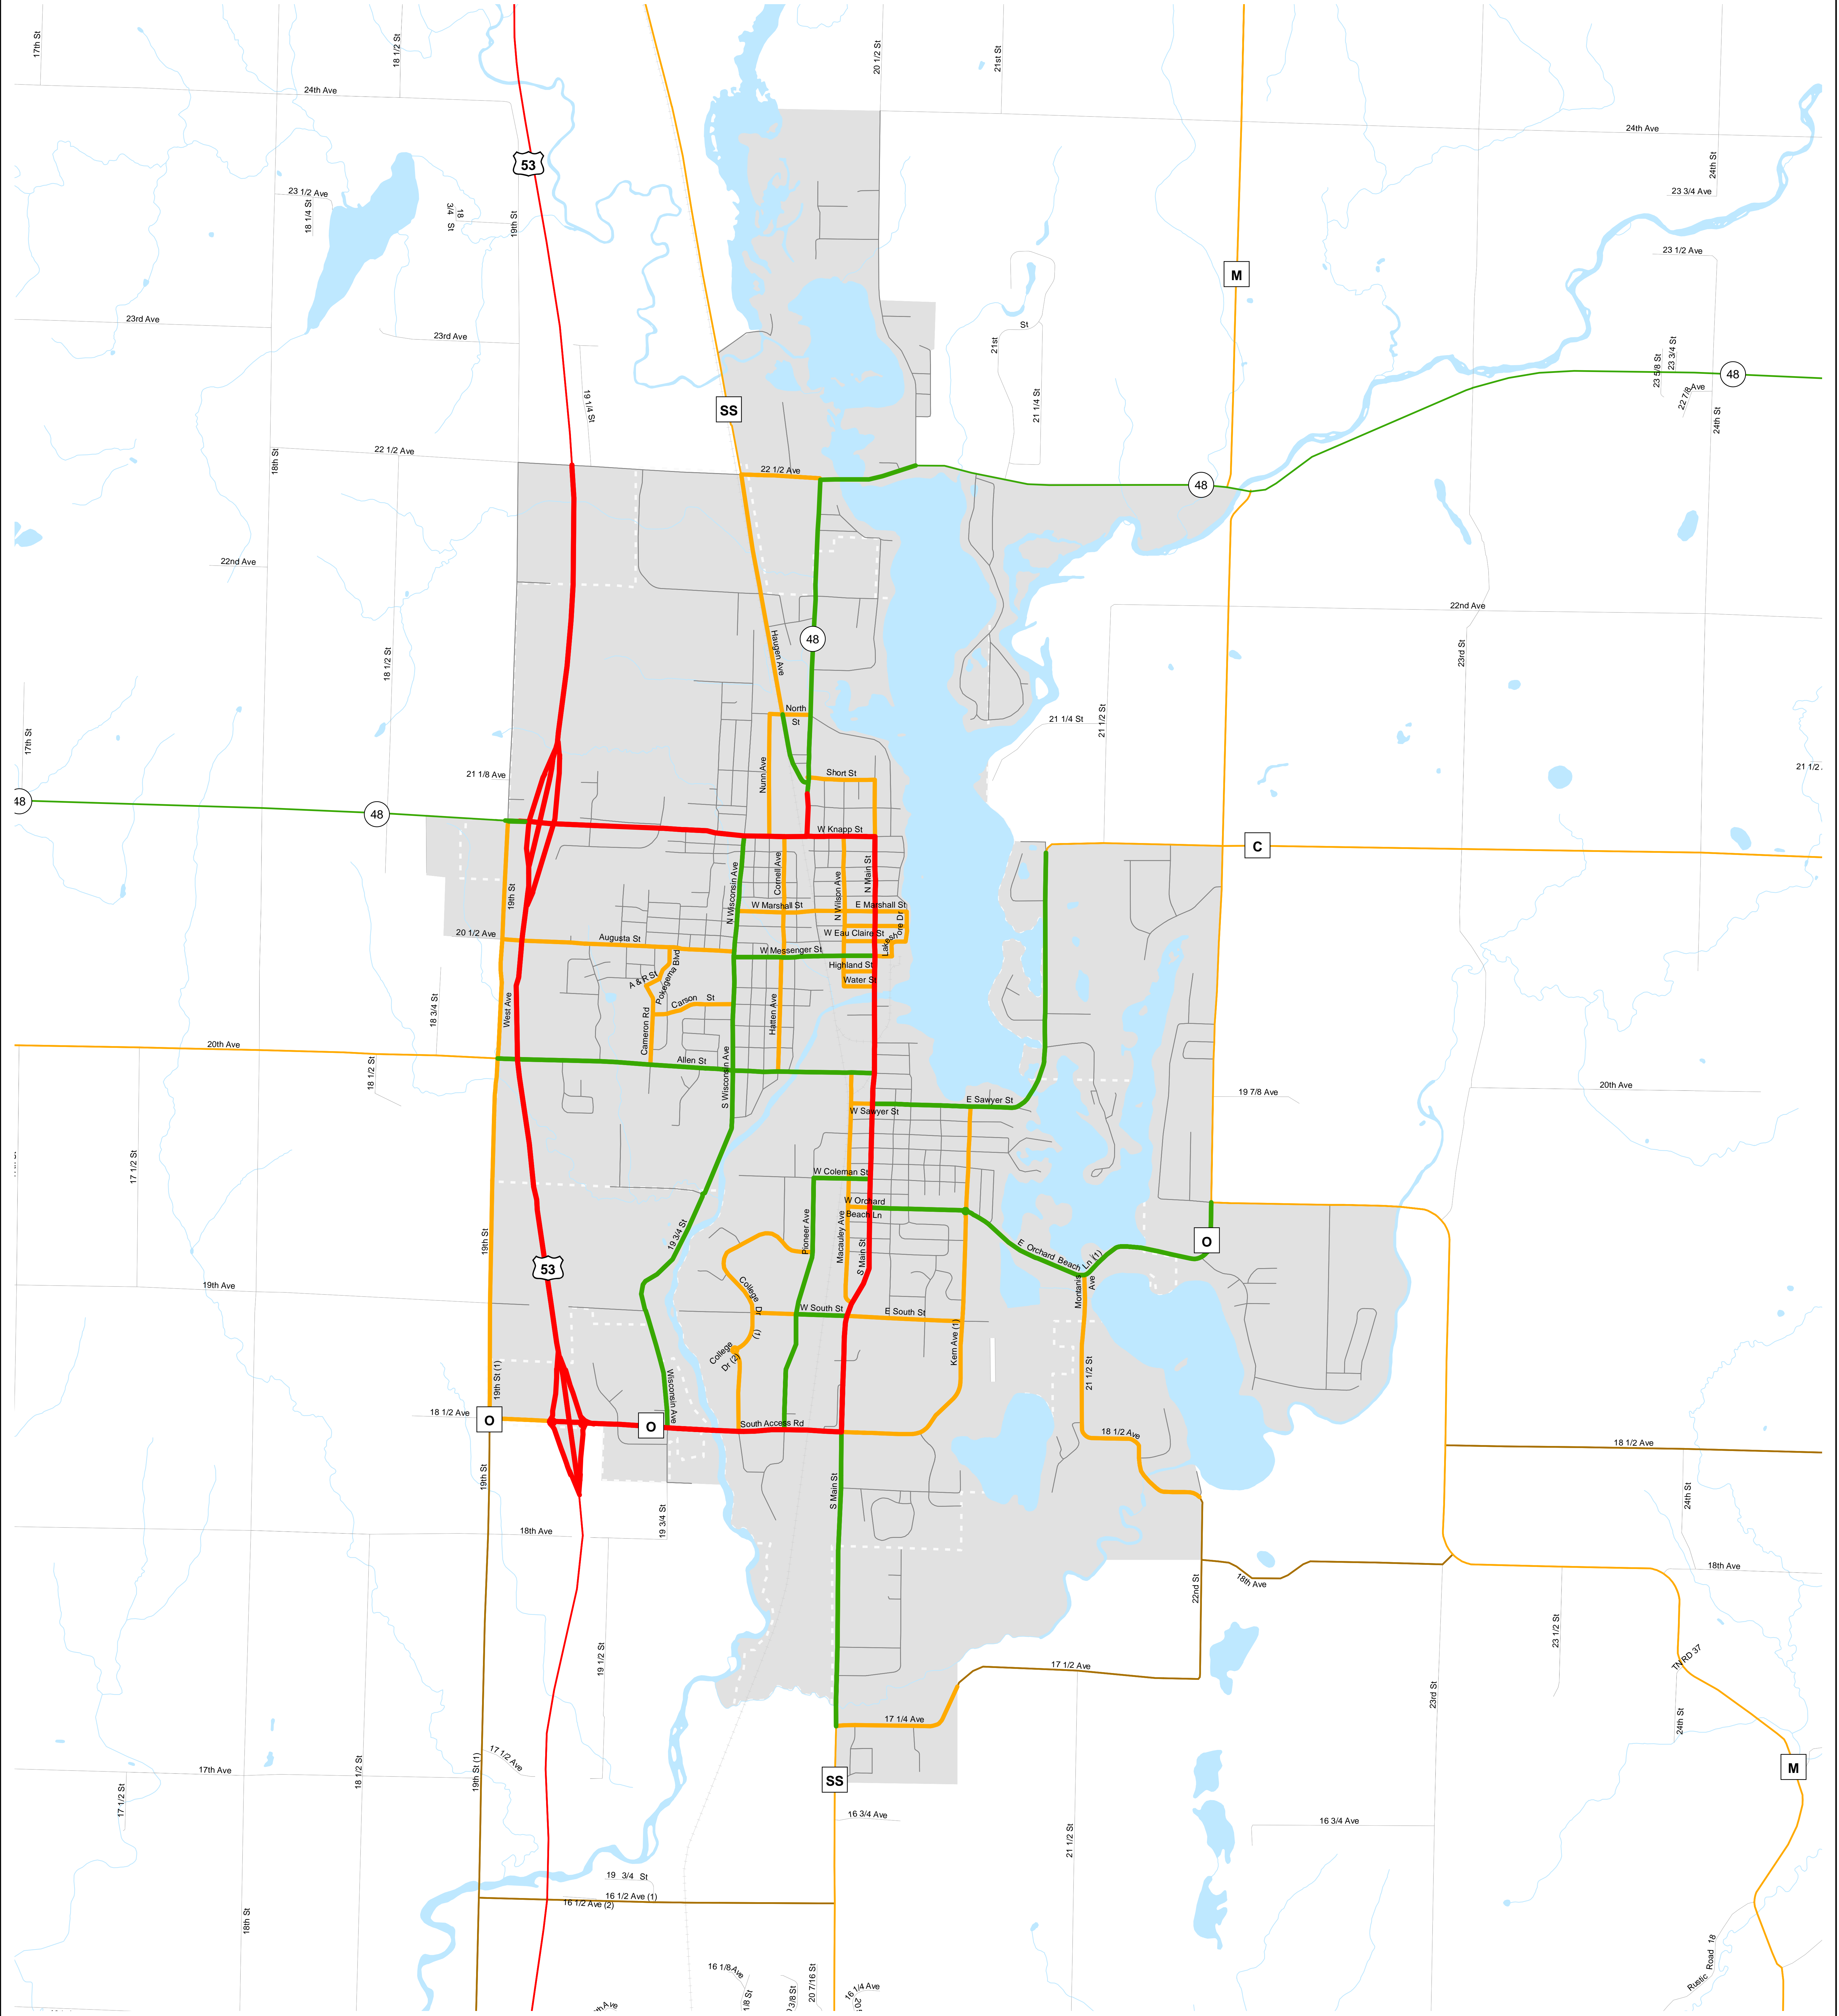 17th St
18 1/2 St
20 1/2 St
21st St
24th Ave
24th Ave
24th St
53
23 1/2 Ave
18 1/4 St
18
3/4
St
19th St
23 3/4 Ave
23 1/2 Ave
M
23rd Ave
23rd Ave
St
21st
23 5/8 St
23 3/4 St
48
22 7/8 Ave
24th St
19 1/4 St
SS
21 1/4 St
22 1/2 Ave
18th St
22 1/2 Ave
48
22nd Ave
22nd Ave
18 1/2 St
48
Haugen Ave
23rd St
North
St
21 1/4 St
21 1/2 St
17th St
21 1/8 Ave
Nunn Ave
Short St
21 1/2
48
48
W Knapp St
C
19th St
N Wisconsin Ave
Cornell Ave
N Wilson Ave
N Main St
W Marshall St
E Marshall St
20 1/2 Ave
Augusta St
W Eau Claire St
Lakeshore Dr
W Messenger St
Highland St
Water St
A & R St
Pokegema Blvd
Carson St
18 3/4 St
West Ave
Cameron Rd
Hatten Ave
20th Ave
Allen St
18 1/2 St
S Wisconsin Ave
E Sawyer St
W Sawyer St
19 7/8 Ave
20th Ave
17 1/2 St
W Coleman St
W Orchard
Beach Ln
19th St
19 3/4 St
Pioneer Ave
Macauley Ave
S Main St
E Orchard Beach Ln (1)
O
53
19th Ave
College Dr (1)
Montanis
Ave
W South St
E South St
College
Dr (2)
Kern Ave (1)
21 1/2 St
19th St (1)
Wisconsin Ave
18 1/2 Ave
O
O
South Access Rd
18 1/2 Ave
18 1/2 Ave
19th St
S Main St
24th St
19 3/4 St
18th Ave
18th Ave
18th Ave
22nd St
23 1/2 St
19 1/2 St
TN RD 37
17 1/2 Ave
23rd St
24th St
17 1/4 Ave
17 1/2 Ave
17th Ave
18 1/2 St
19th St (1)
17 1/2 St
SS
M
16 3/4 Ave
16 3/4 Ave
21 1/2 St
19 3/4 St
16 1/2 Ave (1)
16 1/2 Ave (2)
18th St
Rustic Road 18
16 1/8 Ave
20 7/16 St
16 1/4 Ave